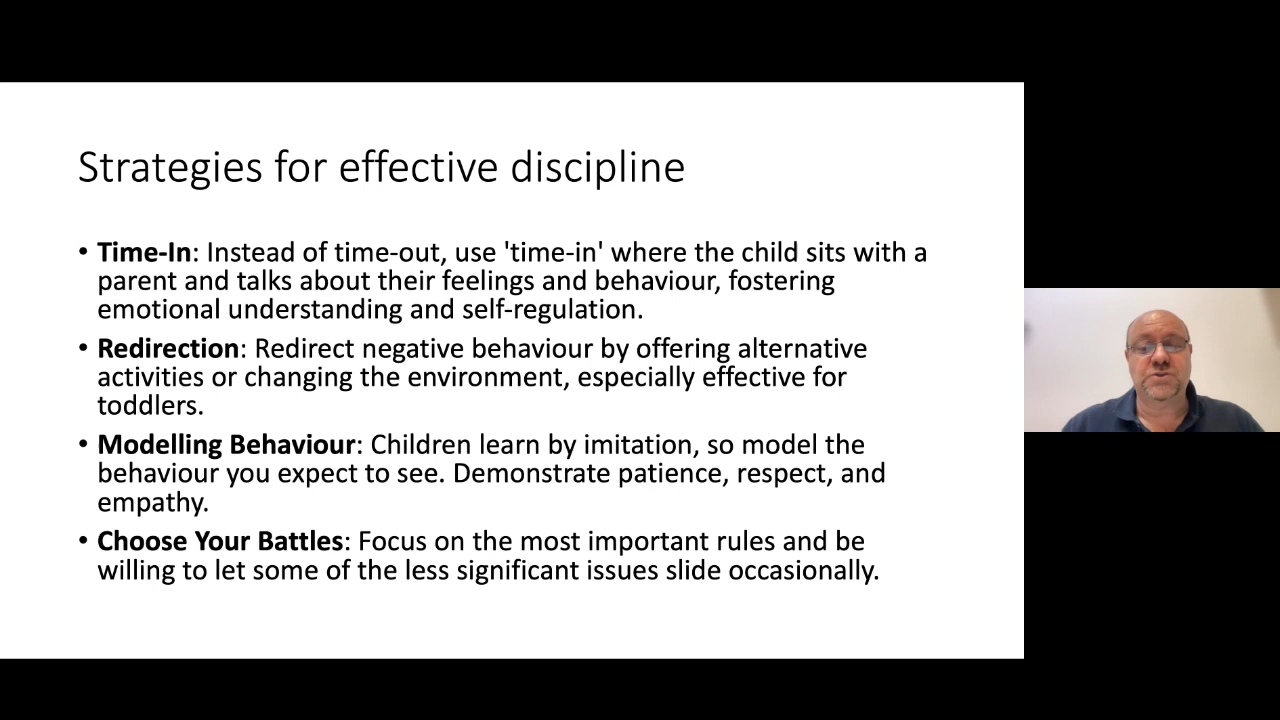 Strategies for effective discipline
• Time-In: Instead of time-out, use 'time-in' where the child sits with a
parent and talks about their feelings and behaviour, fostering
emotional understanding and self-regulation.
• Redirection: Redirect negative behaviour by offering alternative
activities or changing the environment, especially effective for
toddlers.
• Modelling Behaviour: Children learn by imitation, so model the
behaviour you expect to see. Demonstrate patience, respect, and
empathy.
• Choose Your Battles: Focus on the most important rules and be
willing to let some of the less significant issues slide occasionally.